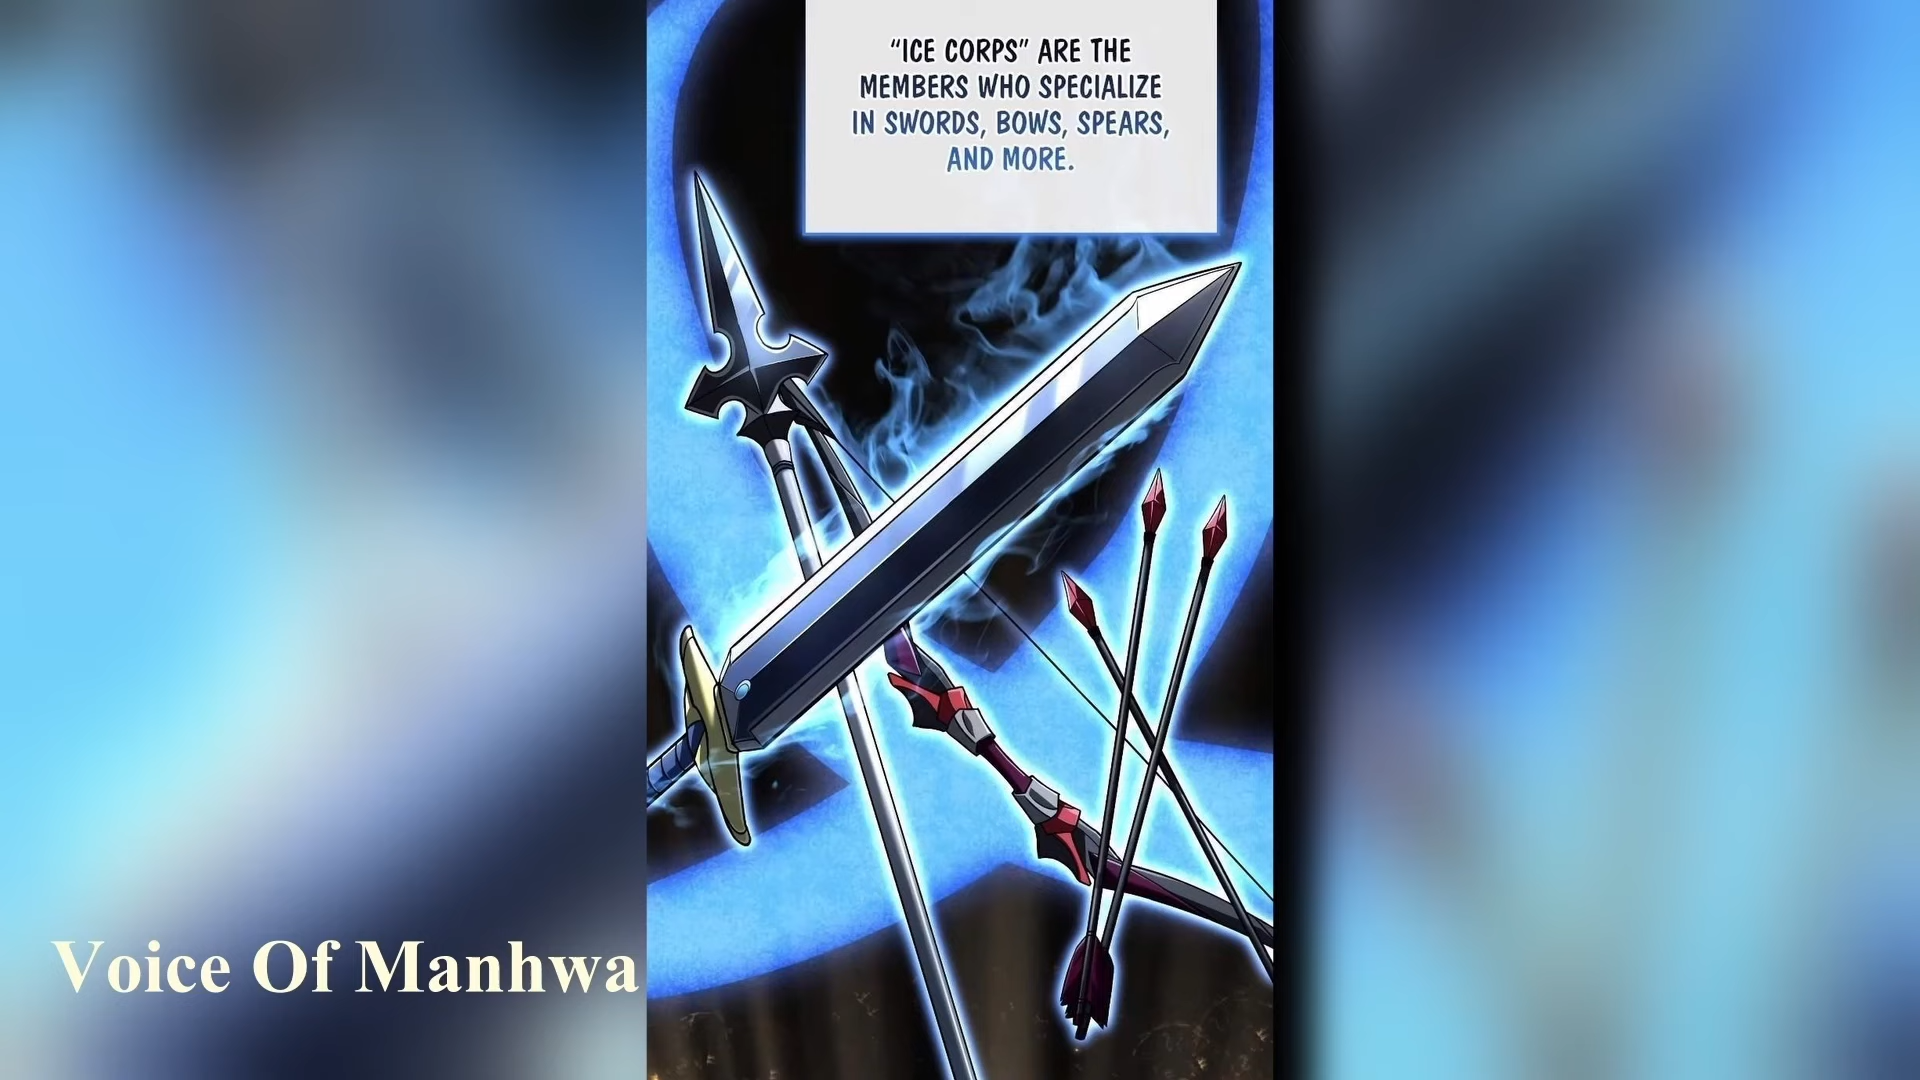 “ICE CORPS” ARE THE
MEMBERS WHO SPECIALIZE
IN SWORDS, BOWS, SPEARS,
AND MORE.
Voice Of Manhwa